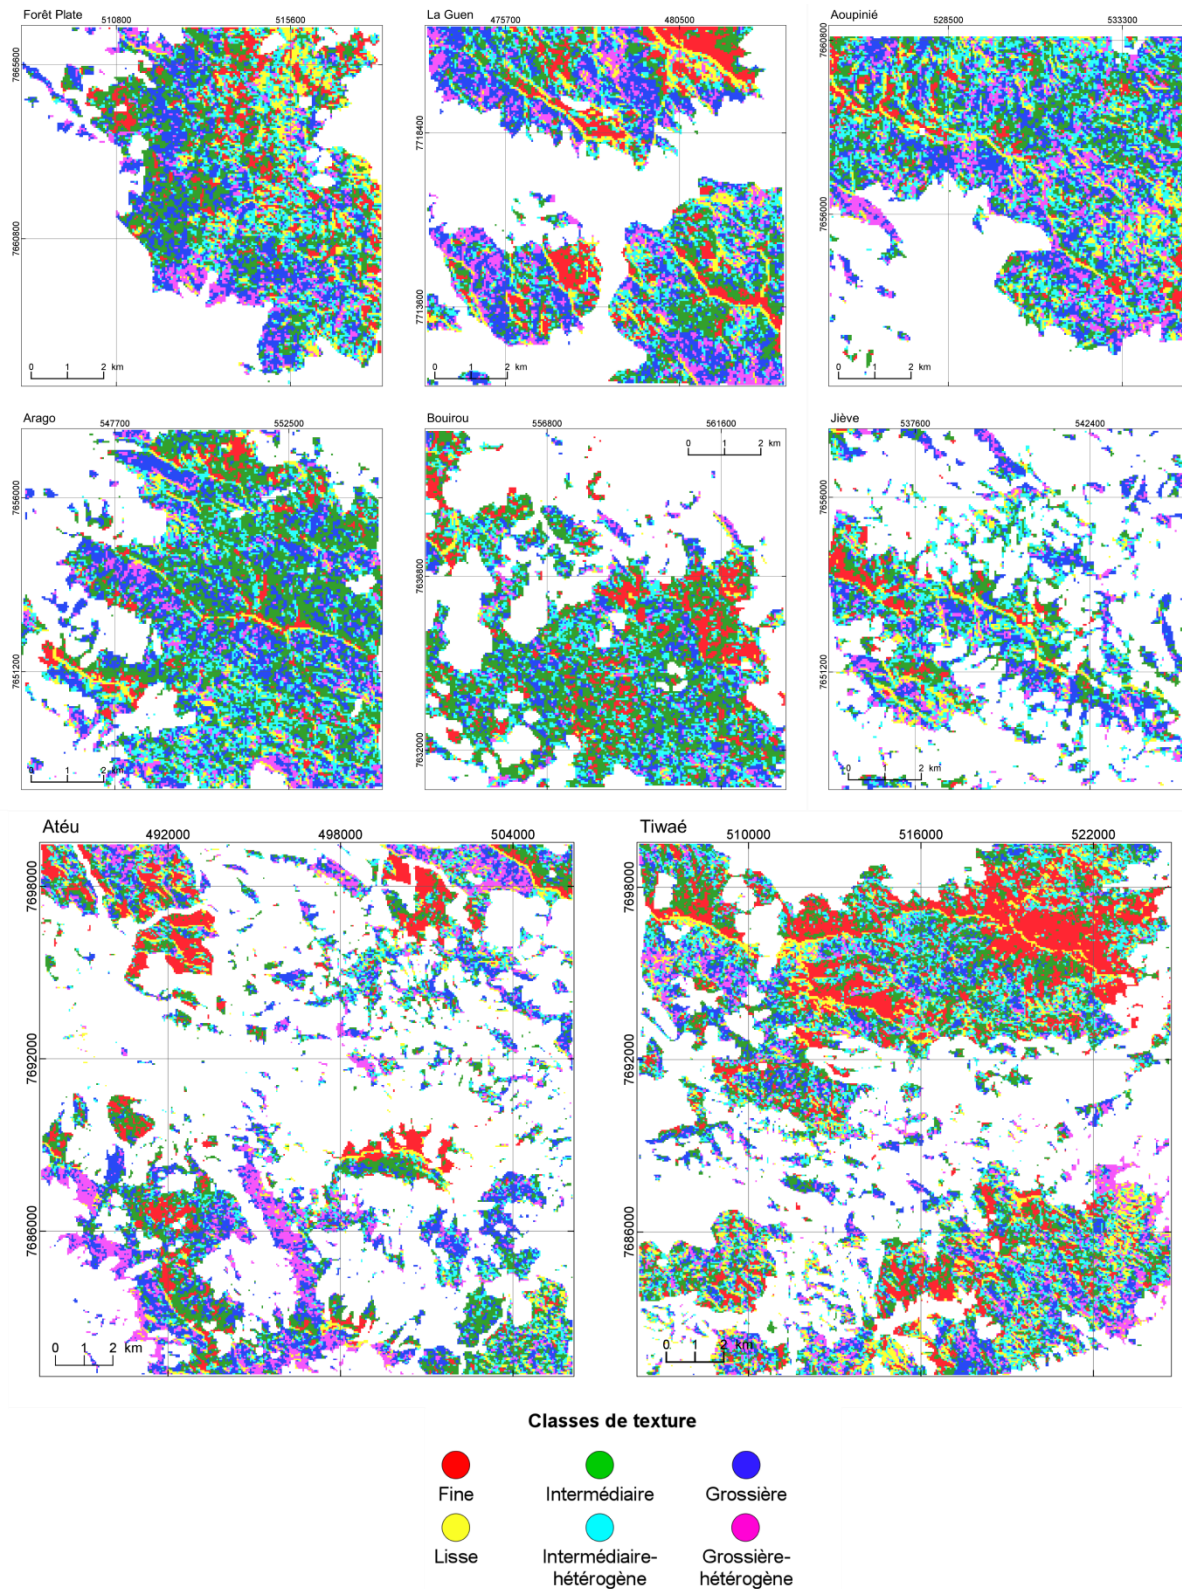 Forêt Plate
510800 515600
7665600
7660800
0 1 2 km
La Guen
475700 480500
7718400
7713600
0 1 2 km
Aoupinié
528500 533300
7660800
7656000
0 1 2 km
Arago
547700 552500
7656000
7651200
0 1 2 km
Bouirou
556800 561600
0 1 2 km
7636800
7632000
Jiève
537600 542400
7656000
7651200
0 1 2 km
Atéu
492000 498000 504000
7698000
7692000
7686000
0 1 2 km
Tiwaé
510000 516000 522000
7698000
7692000
7686000
0 1 2 km
Classes de texture
Fine Intermédiaire Grossière
Lisse Intermédiaire- Grossière-
hétérogène hétérogène